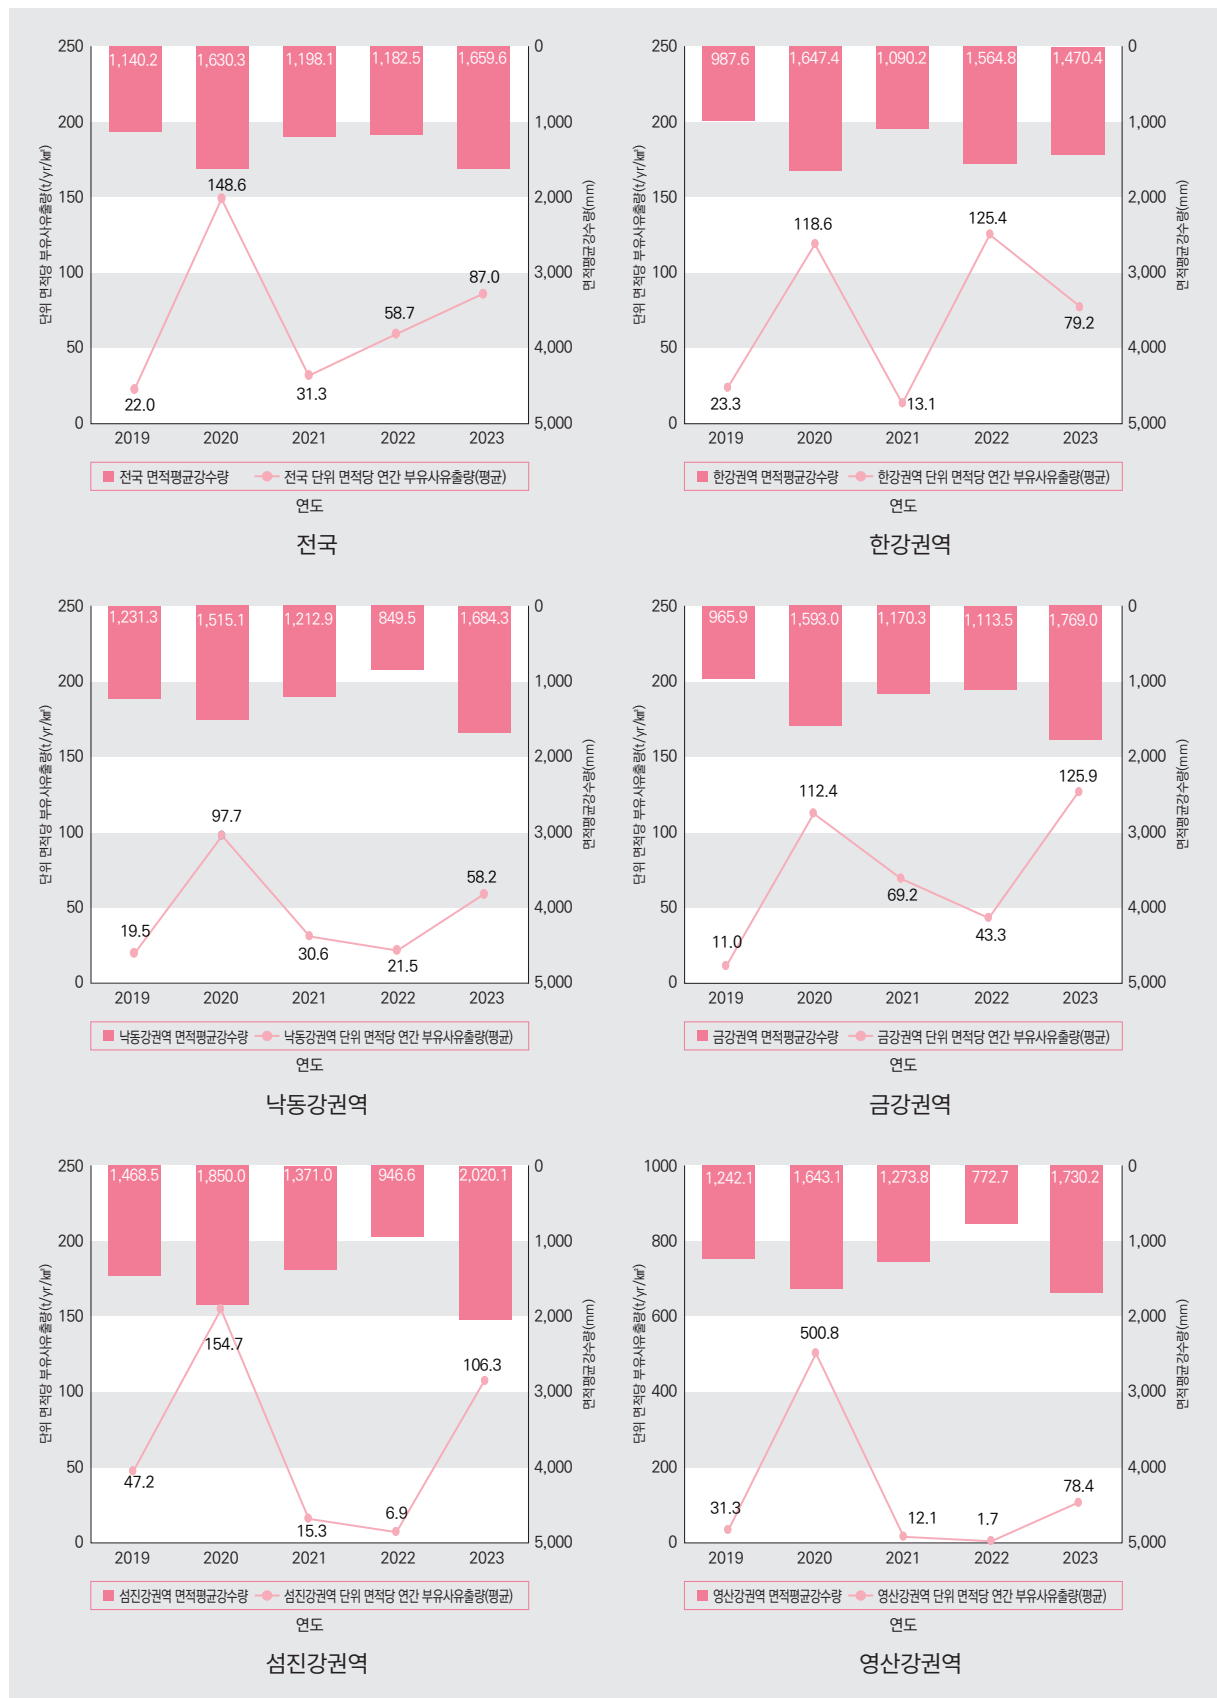 250
200
150
100
50
0
단위 면적당 부유사유출량(t/yr/㎢)
1,140.2 1,630.3 1,198.1 1,182.5 1,659.6
148.6
87.0
58.7
31.3
22.0
0
1,000
2,000
3,000
4,000
5,000
면적평균강수량(mm)
2019 2020 2021 2022 2023
전국 면적평균강수량 전국 단위 면적당 연간 부유사유출량(평균)
연도
전국
250
200
150
100
50
0
단위 면적당 부유사유출량(t/yr/㎢)
987.6 1,647.4 1,090.2 1,564.8 1,470.4
118.6
125.4
79.2
23.3
13.1
0
1,000
2,000
3,000
4,000
5,000
면적평균강수량(mm)
2019 2020 2021 2022 2023
한강권역 면적평균강수량 한강권역 단위 면적당 연간 부유사유출량(평균)
연도
한강권역
250
200
150
100
50
0
단위 면적당 부유사유출량(t/yr/㎢)
1,231.3 1,515.1 1,212.9 849.5 1,684.3
97.7
58.2
19.5
30.6
21.5
0
1,000
2,000
3,000
4,000
5,000
면적평균강수량(mm)
2019 2020 2021 2022 2023
낙동강권역 면적평균강수량 낙동강권역 단위 면적당 연간 부유사유출량(평균)
연도
낙동강권역
250
200
150
100
50
0
단위 면적당 부유사유출량(t/yr/㎢)
965.9 1,593.0 1,170.3 1,113.5 1,769.0
125.9
112.4
69.2
43.3
11.0
0
1,000
2,000
3,000
4,000
5,000
면적평균강수량(mm)
2019 2020 2021 2022 2023
금강권역 면적평균강수량 금강권역 단위 면적당 연간 부유사유출량(평균)
연도
금강권역
250
200
150
100
50
0
단위 면적당 부유사유출량(t/yr/㎢)
1,468.5 1,850.0 1,371.0 946.6 2,020.1
154.7
106.3
47.2
15.3
6.9
0
1,000
2,000
3,000
4,000
5,000
면적평균강수량(mm)
2019 2020 2021 2022 2023
섬진강권역 면적평균강수량 섬진강권역 단위 면적당 연간 부유사유출량(평균)
연도
섬진강권역
1000
800
600
400
200
0
단위 면적당 부유사유출량(t/yr/㎢)
1,242.1 1,643.1 1,273.8 772.7 1,730.2
500.8
78.4
31.3
12.1
1.7
0
1,000
2,000
3,000
4,000
5,000
면적평균강수량(mm)
2019 2020 2021 2022 2023
영산강권역 면적평균강수량 영산강권역 단위 면적당 연간 부유사유출량(평균)
연도
영산강권역